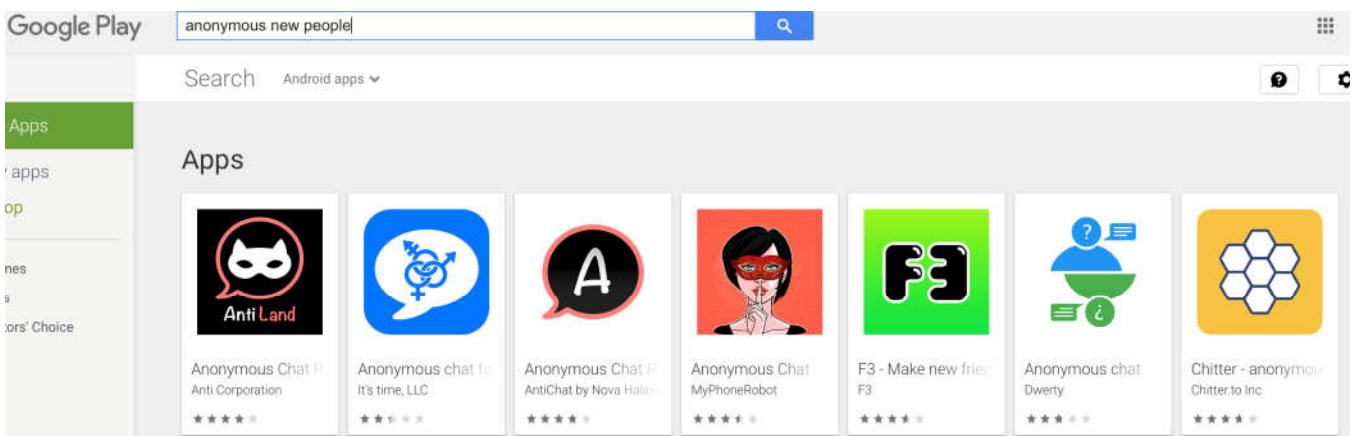 Google Play
anonymous new people
Search
Android apps
Apps
apps
op
nes
s
tors' Choice
Apps
Anti Land
A
F3
?
¿
Anonymous Chat R
Anti Corporation
Anonymous chat fo
It's time, LLC
Anonymous Chat R
AntiChat by Nova Halo
Anonymous Chat
MyPhoneRobot
F3 - Make new frie
F3
Anonymous chat
Dwerty
Chitter - anonymou
Chitter.to Inc